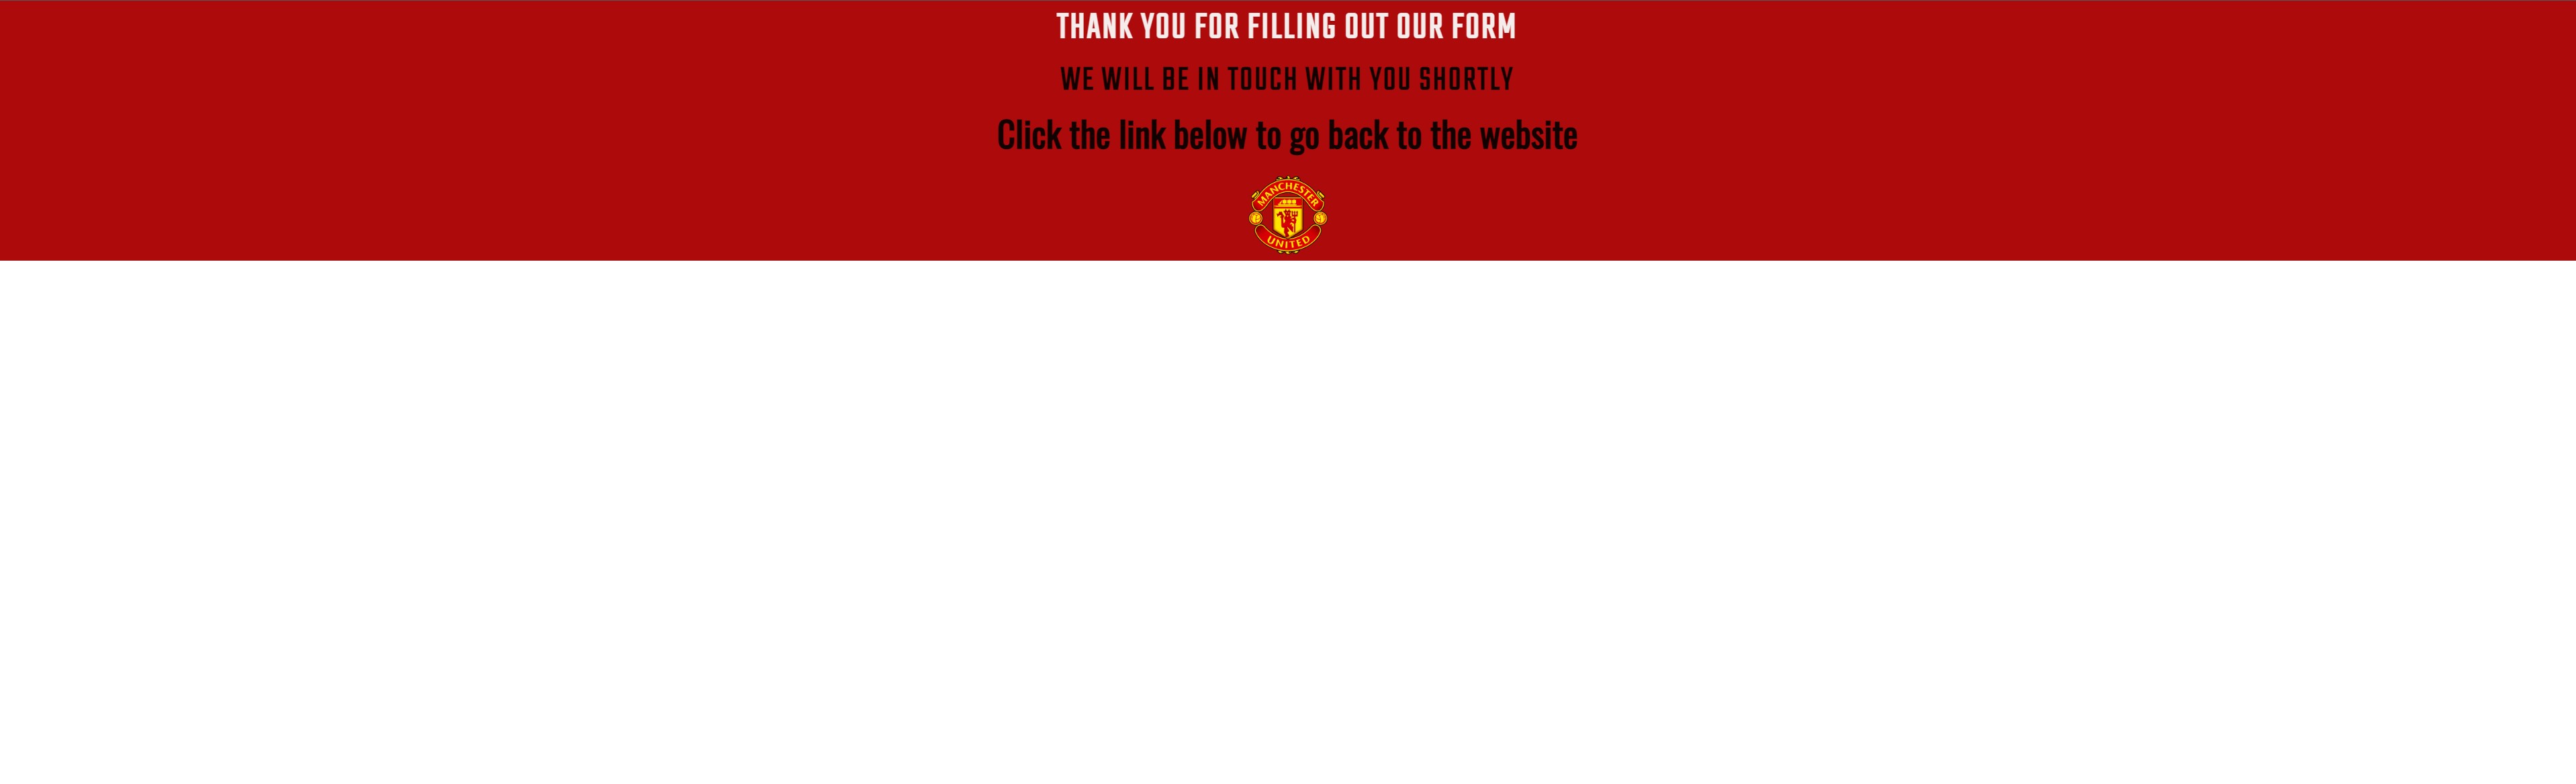 THANK YOU FOR FILLING OUT OUR FORM
WE WILL BE IN TOUCH WITH YOU SHORTLY
Click the link below to go back to the website
MANCHESTER
UNITED